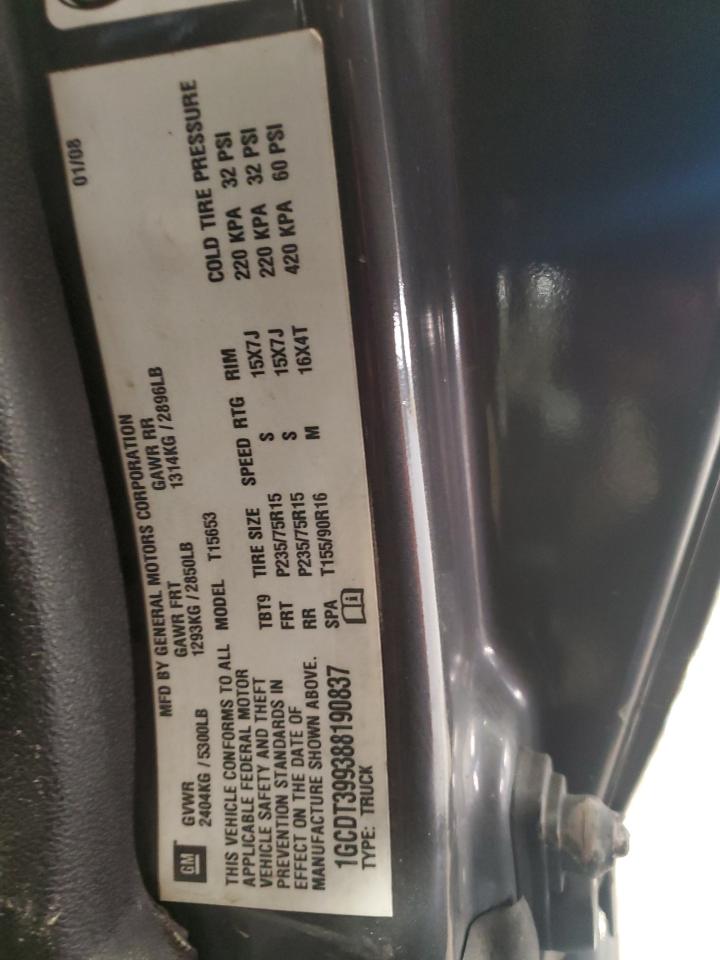 GM
MFD BY GENERAL MOTORS CORPORATION 01/08
GVWR GAWR FRT GAWR RR
2404KG / 5300LB 1293KG / 2850LB 1314KG / 2896LB
THIS VEHICLE CONFORMS TO ALL
APPLICABLE FEDERAL MOTOR
VEHICLE SAFETY AND THEFT
PREVENTION STANDARDS IN
EFFECT ON THE DATE OF
MANUFACTURE SHOWN ABOVE.
1GCDT399388190837
TYPE: TRUCK
MODEL T15653
TBT9 TIRE SIZE SPEED RTG RIM COLD TIRE PRESSURE
FRT P235/75R15 S 15X7J 220 KPA 32 PSI
RR P235/75R15 S 15X7J 220 KPA 32 PSI
SPA T155/90R16 M 16X4T 420 KPA 60 PSI